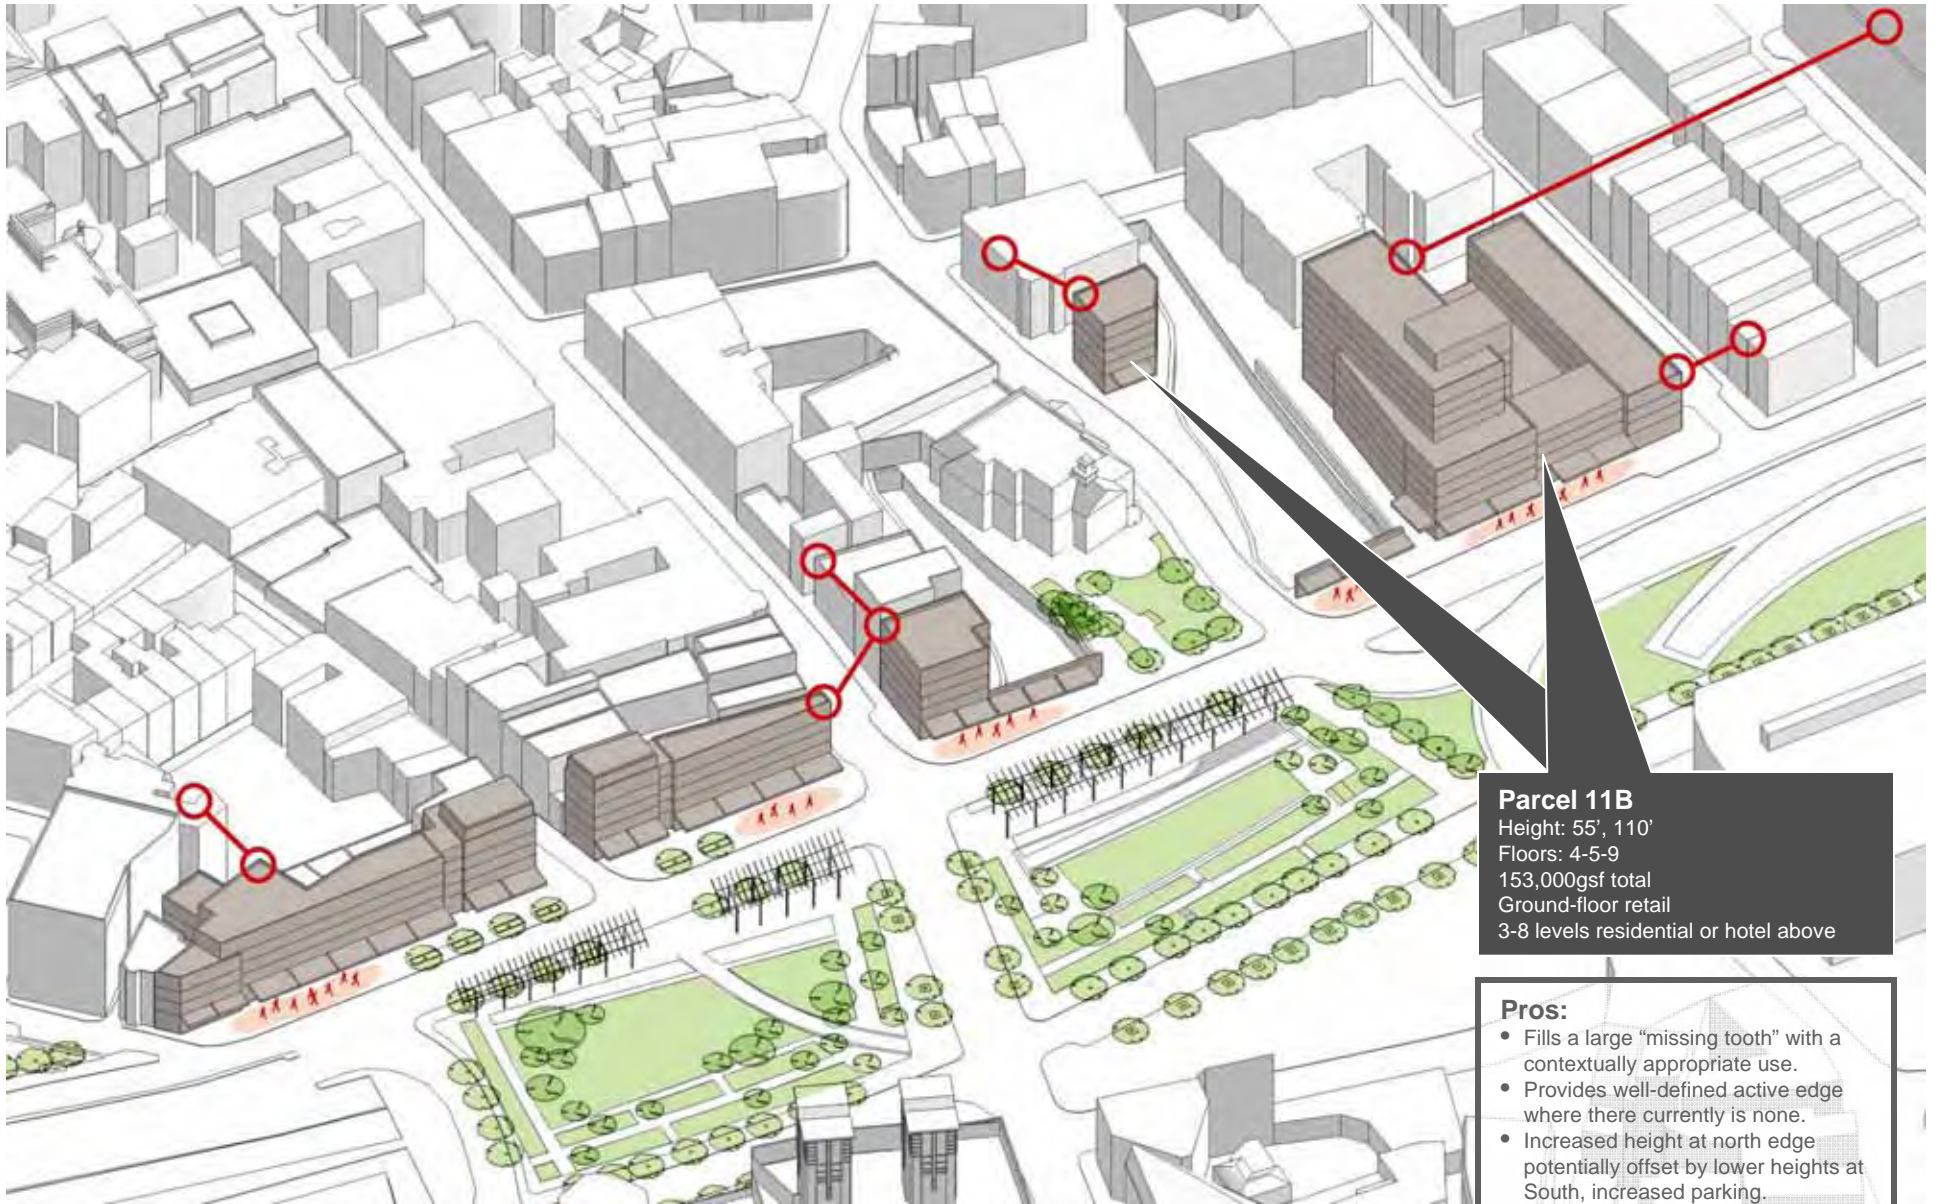 Parcel 11B
Height: 55’, 110’
Floors: 4-5-9
153,000gsf total
Ground-floor retail
3-8 levels residential or hotel above
Pros:
• Fills a large “missing tooth” with a
contextually appropriate use.
• Provides well-defined active edge
where there currently is none.
• Increased height at north edge
potentially offset by lower heights at
South, increased parking.